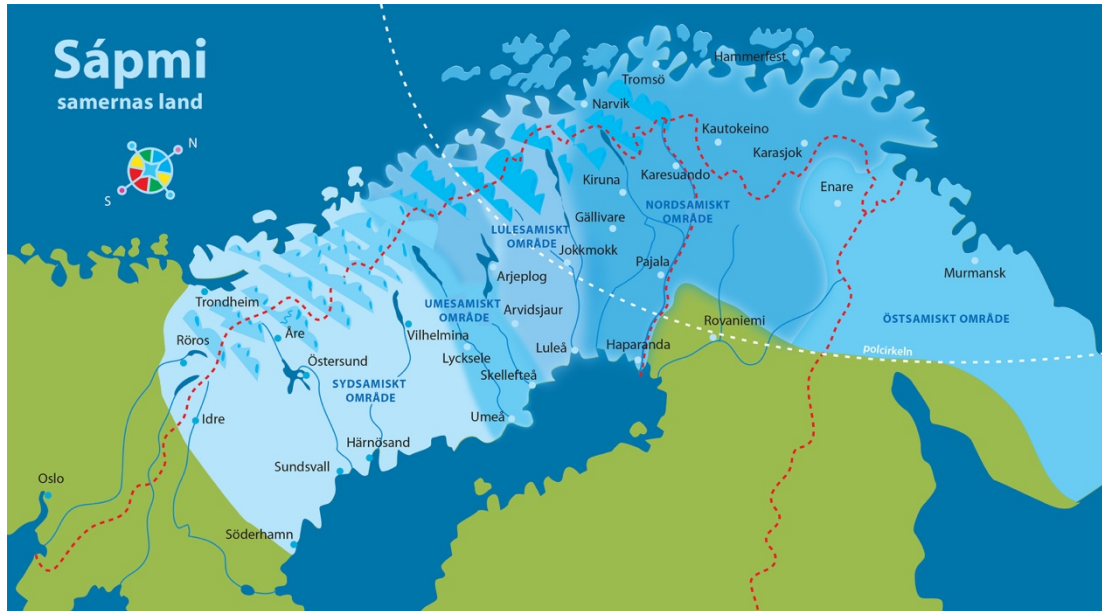 Sápmi
samernas land
N
S
Hammerfest
Tromsö
Narvik
Kautokeino
Karasjok
Kiruna
Karesuando
Enare
NORDSAMISKT
OMRÅDE
Gällivare
LULESAMISKT
OMRÅDE
Jokkmokk
Pajala
Murmansk
Arjeplog
Trondheim
UMESAMISKT
OMRÅDE
Arvidsjaur
Rovaniemi
ÖSTSAMISKT OMRÅDE
Röros
Åre
Vilhelmina
Lycksele
Luleå
Haparanda
polcirkeln
Östersund
SYDSAMISKT
OMRÅDE
Skellefteå
Idre
Umeå
Härnösand
Sundsvall
Oslo
Söderhamn